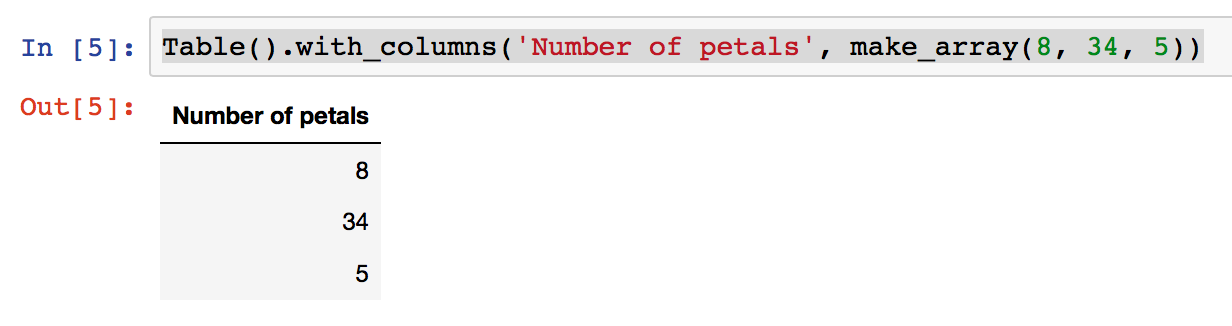 In [5]: Table().with_columns('Number of petals', make_array(8, 34, 5))
Out[5]:
Number of petals
8
34
5